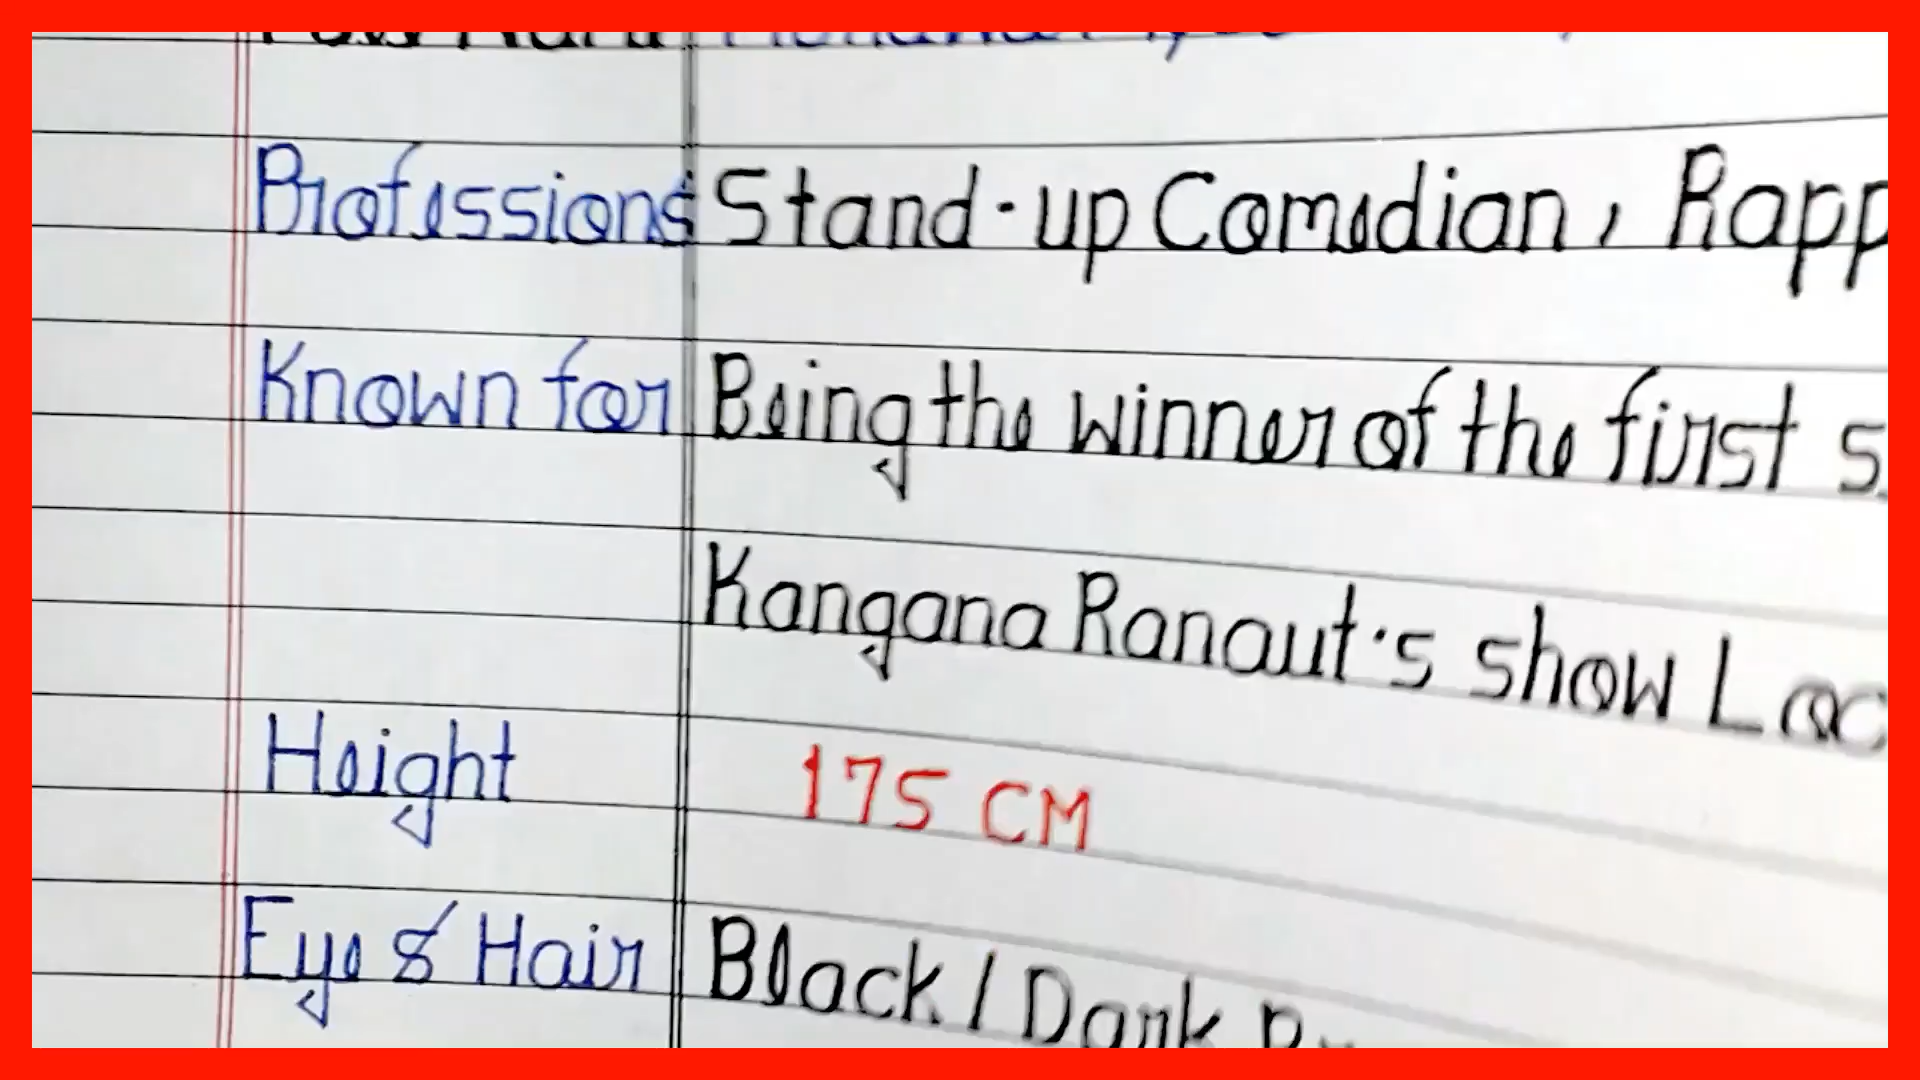 Professions Stand-up Comedian, Rapp
Known for Being the winner of the first s
Kangana Ranaut's show Loc
Height 175 CM
Eye & Hair Black / Dark